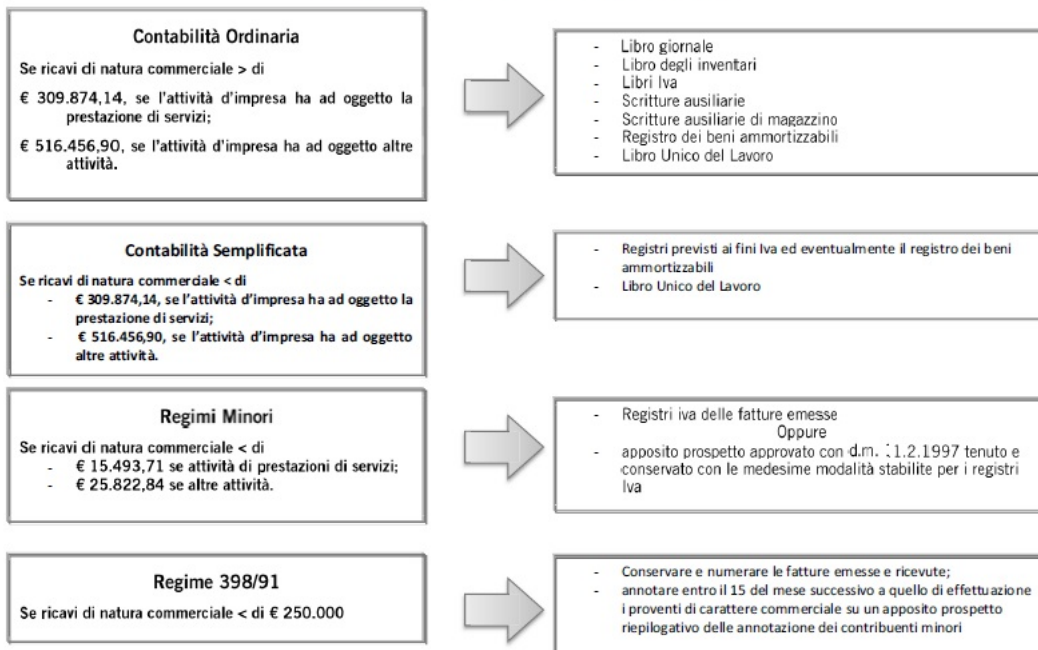 Contabilità Ordinaria
Se ricavi di natura commerciale > di
€ 309.874,14, se l'attività d'impresa ha ad oggetto la
prestazione di servizi;
€ 516.456,90, se l'attività d'impresa ha ad oggetto altre
attività.
- Libro giornale
- Libro degli inventari
- Libri Iva
- Scritture ausiliarie
- Scritture ausiliarie di magazzino
- Registro dei beni ammortizzabili
- Libro Unico del Lavoro
Contabilità Semplificata
Se ricavi di natura commerciale < di
- € 309.874,14, se l'attività d'impresa ha ad oggetto la
prestazione di servizi;
- € 516.456,90, se l'attività d'impresa ha ad oggetto
altre attività.
- Registri previsti ai fini Iva ed eventualmente il registro dei beni
ammortizzabili
- Libro Unico del Lavoro
Regimi Minori
Se ricavi di natura commerciale < di
- € 15.493,71 se attività di prestazioni di servizi;
- € 25.822,84 se altre attività.
- Registri iva delle fatture emesse
Oppure
- apposito prospetto approvato con d.m. 11.2.1997 tenuto e
conservato con le medesime modalità stabilite per i registri
Iva
Regime 398/91
Se ricavi di natura commerciale < di € 250.000
- Conservare e numerare le fatture emesse e ricevute;
- annotare entro il 15 del mese successivo a quello di effettuazione
i proventi di carattere commerciale su un apposito prospetto
riepilogativo delle annotazione dei contribuenti minori